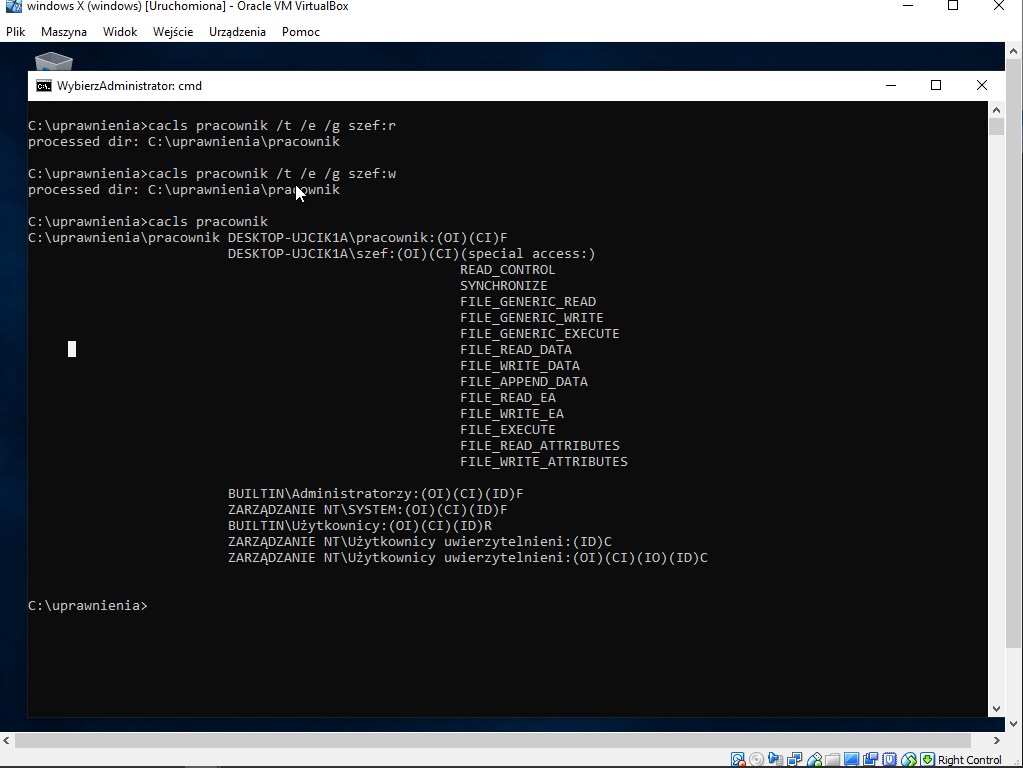 windows X (windows) [Uruchomiona] - Oracle VM VirtualBox
Plik Maszyna Widok Wejście Urządzenia Pomoc
WybierzAdministrator: cmd
C:\uprawnienia>cacls pracownik /t /e /g szef:r
processed dir: C:\uprawnienia\pracownik
C:\uprawnienia>cacls pracownik /t /e /g szef:w
processed dir: C:\uprawnienia\pracownik
C:\uprawnienia>cacls pracownik
C:\uprawnienia\pracownik DESKTOP-UJCIK1A\pracownik:(OI)(CI)F
DESKTOP-UJCIK1A\szef:(OI)(CI)(special access:)
READ_CONTROL
SYNCHRONIZE
FILE_GENERIC_READ
FILE_GENERIC_WRITE
FILE_GENERIC_EXECUTE
FILE_READ_DATA
FILE_WRITE_DATA
FILE_APPEND_DATA
FILE_READ_EA
FILE_WRITE_EA
FILE_EXECUTE
FILE_READ_ATTRIBUTES
FILE_WRITE_ATTRIBUTES
BUILTIN\Administratorzy:(OI)(CI)(ID)F
ZARZĄDZANIE NT\SYSTEM:(OI)(CI)(ID)F
BUILTIN\Użytkownicy:(OI)(CI)(ID)R
ZARZĄDZANIE NT\Użytkownicy uwierzytelnieni:(ID)C
ZARZĄDZANIE NT\Użytkownicy uwierzytelnieni:(OI)(CI)(IO)(ID)C
C:\uprawnienia>
Right Control